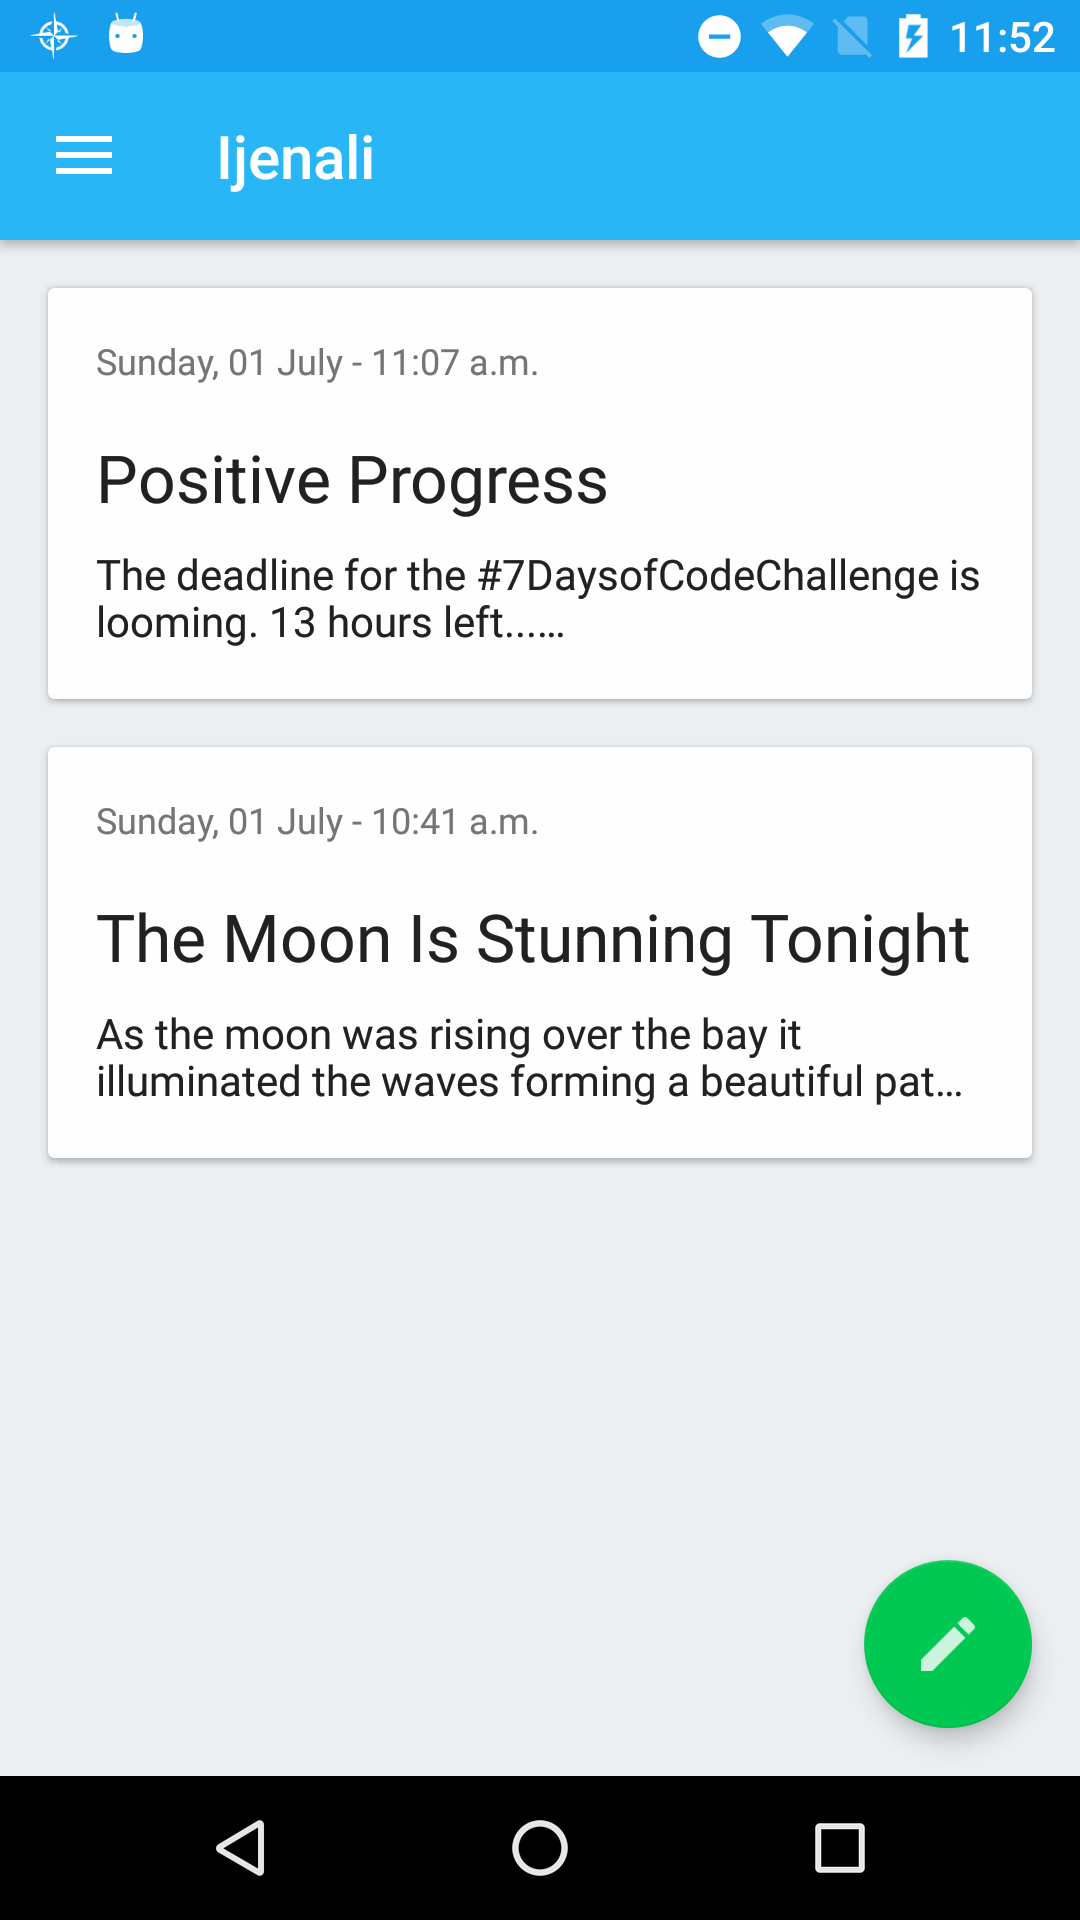 11:52
Ijenali
Sunday, 01 July - 11:07 a.m.
Positive Progress
The deadline for the #7DaysofCodeChallenge is
looming. 13 hours left...…
Sunday, 01 July - 10:41 a.m.
The Moon Is Stunning Tonight
As the moon was rising over the bay it
illuminated the waves forming a beautiful pat…